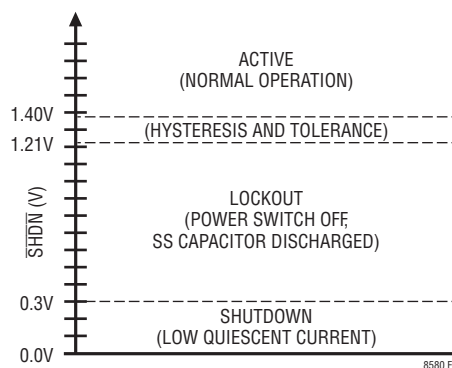 ACTIVE
(NORMAL OPERATION)
1.40V
(HYSTERESIS AND TOLERANCE)
1.21V
SHDN (V)
LOCKOUT
(POWER SWITCH OFF,
SS CAPACITOR DISCHARGED)
0.3V
SHUTDOWN
(LOW QUIESCENT CURRENT)
0.0V
8580 F